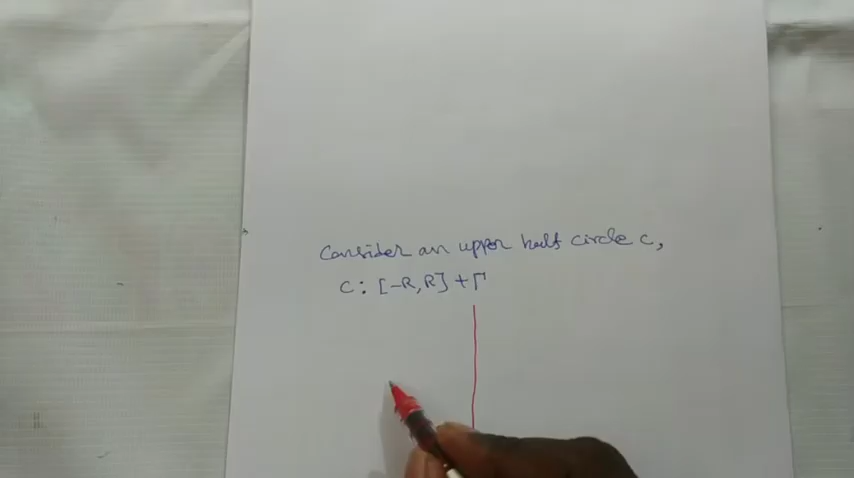 Consider an upper half circle c,
c: [-R, R] + Γ